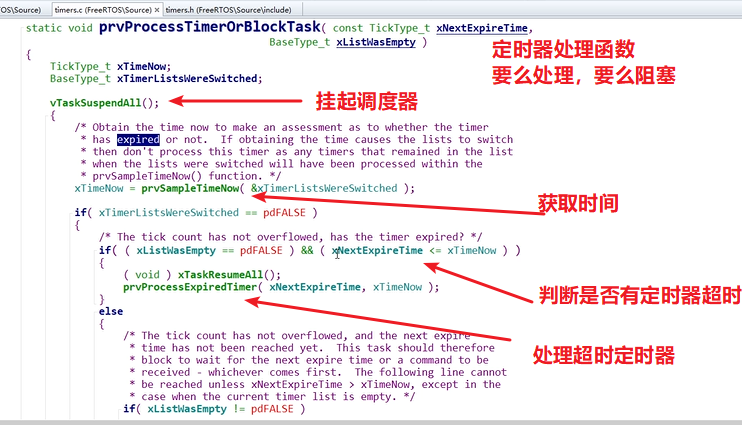 OS\Source)
timers.c (FreeRTOS\Source)
timers.h (FreeRTOS\Source\include)
static void prvProcessTimerOrBlockTask( const TickType_t xNextExpireTime,
BaseType_t xListWasEmpty )
{
定时器处理函数
要么处理，要么阻塞
TickType_t xTimeNow;
BaseType_t xTimerListsWereSwitched;
vTaskSuspendAll();
挂起调度器
{
/* Obtain the time now to make an assessment as to whether the timer
* has expired or not. If obtaining the time causes the lists to switch
* then don't process this timer as any timers that remained in the list
* when the lists were switched will have been processed within the
* prvSampleTimeNow() function. */
xTimeNow = prvSampleTimeNow( &xTimerListsWereSwitched );
获取时间
if( xTimerListsWereSwitched == pdFALSE )
{
/* The tick count has not overflowed, has the timer expired? */
if( ( xListWasEmpty == pdFALSE ) && ( xNextExpireTime <= xTimeNow ) )
{
( void ) xTaskResumeAll();
prvProcessExpiredTimer( xNextExpireTime, xTimeNow );
判断是否有定时器超时
}
else
{
处理超时定时器
/* The tick count has not overflowed, and the next expire
* time has not been reached yet. This task should therefore
* block to wait for the next expire time or a command to be
* received - whichever comes first. The following line cannot
* be reached unless xNextExpireTime > xTimeNow, except in the
* case when the current timer list is empty. */
if( xListWasEmpty != pdFALSE )